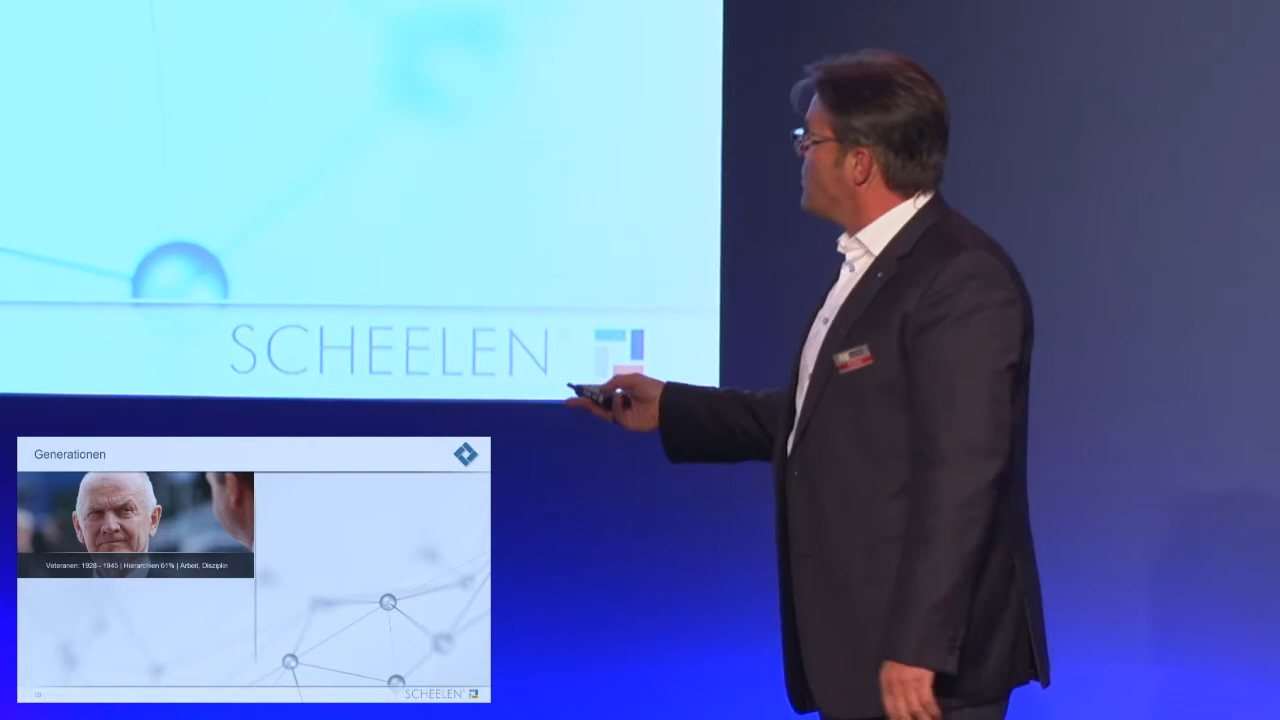 SCHEELEN
Generationen
Veteranen: 1928 - 1945 | Hierarchien 61% | Arbeit, Disziplin
SCHEELEN